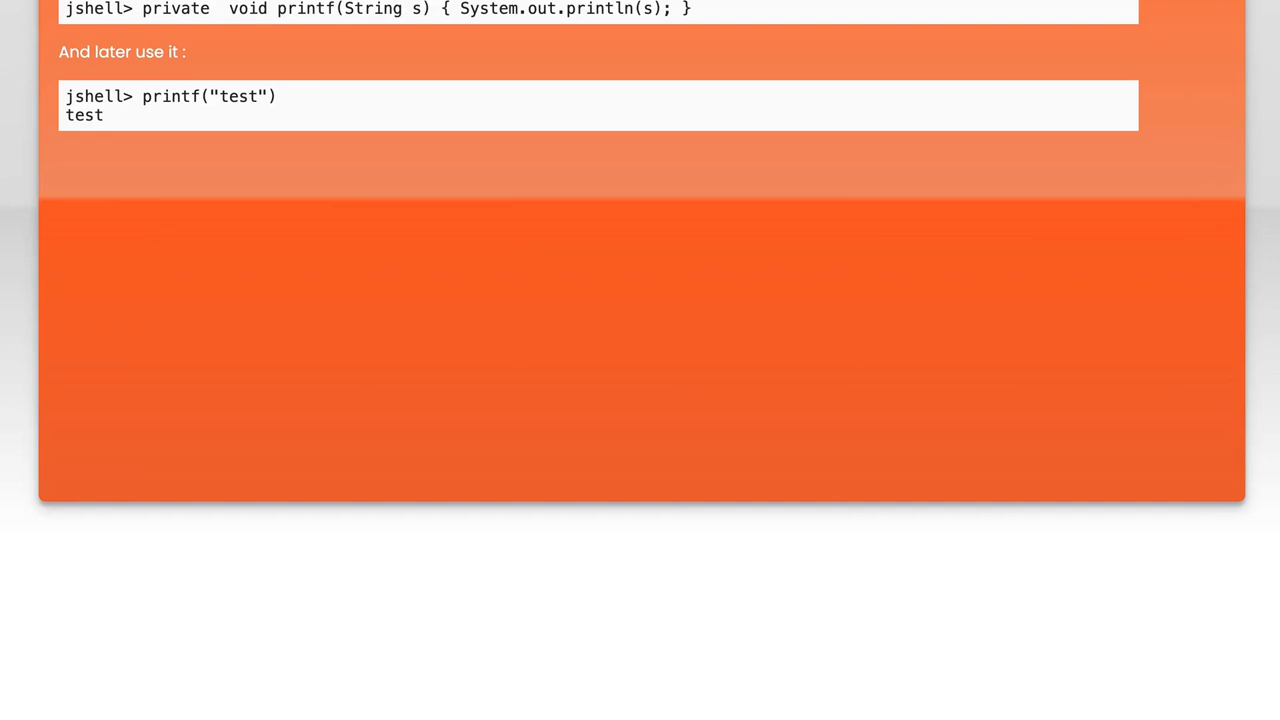 jshell> private  void printf(String s) { System.out.println(s); }
And later use it :
jshell> printf("test")
test